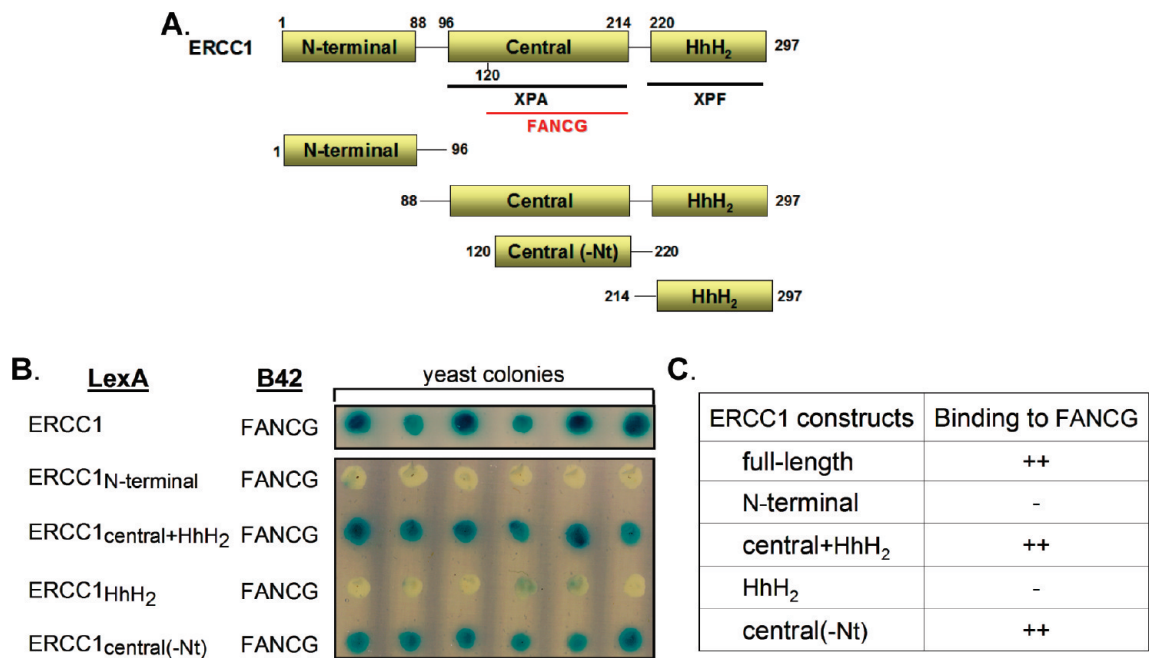 A.
1 88 96 214 220
ERCC1 N-terminal Central HhH2 297
120
XPA XPF
FANCG
1 N-terminal 96
88 Central HhH2 297
120 Central (-Nt) 220
214 HhH2 297
B. LexA B42 yeast colonies
ERCC1 FANCG
ERCC1N-terminal FANCG
ERCC1central+HhH2 FANCG
ERCC1HhH2 FANCG
ERCC1central(-Nt) FANCG
C.
ERCC1 constructs Binding to FANCG
full-length ++
N-terminal -
central+HhH2 ++
HhH2 -
central(-Nt) ++